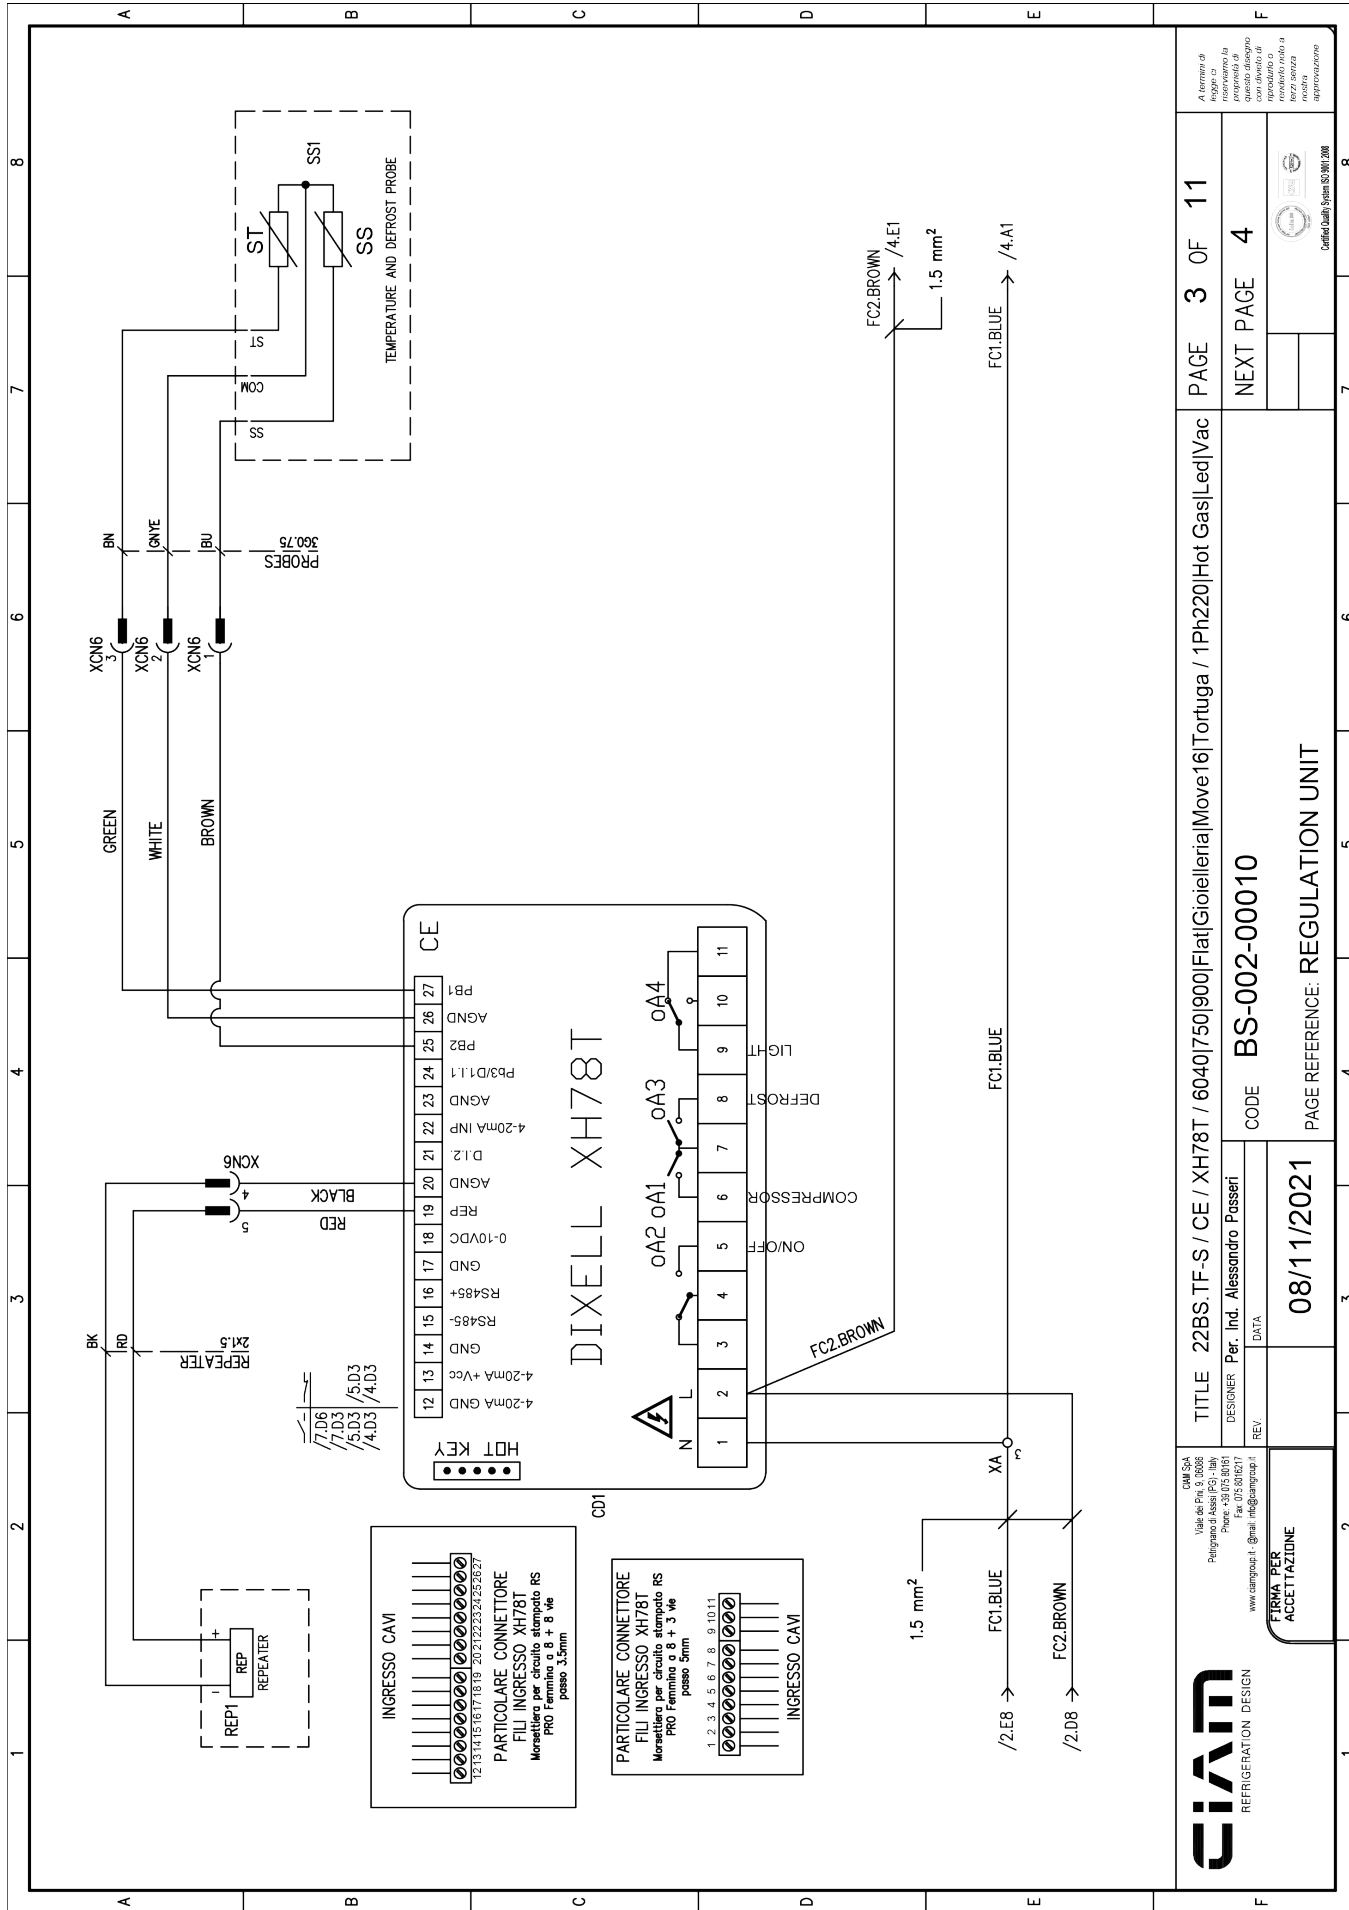 A
B
C
D
E
F
1
2
3
4
5
6
7
8
REP1
REP
REPEATER
-
+
BK
RD
REPEATER
2x1.5
XCN6
4
5
BLACK
RED
GREEN
WHITE
BROWN
XCN6
3
XCN6
2
XCN6
1
BN
GNYE
BU
PROBES
3G0.75
ST
COM
SS
ST
SS
SS1
TEMPERATURE AND DEFROST PROBE
/7.D6
/7.D3
/5.D3 /5.D3
/4.D3 /4.D3
INGRESSO CAVI
12 13 14 15 16 17 18 19 20 21 22 23 24 25 26 27
PARTICOLARE CONNETTORE
FILI INGRESSO XH78T
Morsettiera per circuito stampato RS
PRO Femmina a 8 + 8 vie
passo 3.5mm
PARTICOLARE CONNETTORE
FILI INGRESSO XH78T
Morsettiera per circuito stampato RS
PRO Femmina a 8 + 3 vie
passo 5mm
1 2 3 4 5 6 7 8 9 10 11
INGRESSO CAVI
CD1
HOT KEY
CE
12 13 14 15 16 17 18 19 20 21 22 23 24 25 26 27
4-20mA GND
4-20mA +Vcc
GND
RS485-
RS485+
GND
0-10VDC
REP
AGND
D.I.2.
4-20mA INP
AGND
Pb3/D1.I.1
PB2
AGND
PB1
DIXELL XH78T
oA2 oA1 oA3 oA4
N L
1 2 3 4 5 6 7 8 9 10 11
ON/OFF
COMPRESSOR
DEFROST
LIGHT
FC2.BROWN
FC2.BROWN
/4.E1
1.5 mm²
XA
3
FC1.BLUE
FC1.BLUE
/4.A1
1.5 mm²
/2.E8
FC1.BLUE
/2.D8
FC2.BROWN
CiAM
REFRIGERATION DESIGN
CIAM SpA
Viale dei Pini, 9, 06086
Petrignano di Assisi (PG) - Italy
Phone: +39 075 80161
Fax: 075 8016217
www.ciamgroup.it - @mail: info@ciamgroup.it
FIRMA PER
ACCETTAZIONE
TITLE 22BS.TF-S / CE / XH78T / 6040|750|900|Flat|Gioielleria|Move16|Tortuga / 1Ph220|Hot Gas|Led|Vac
DESIGNER Per. Ind. Alessandro Passeri
REV.
DATA
08/11/2021
CODE BS-002-00010
PAGE REFERENCE: REGULATION UNIT
PAGE 3 OF 11
NEXT PAGE 4
Certified Quality System ISO 9001:2008
A termini di
legge ci
riserviamo la
proprietà di
questo disegno
con divieto di
riprodurlo o
renderlo noto a
terzi senza
nostra
approvazione
1
2
3
4
5
6
7
8
A
B
C
D
E
F